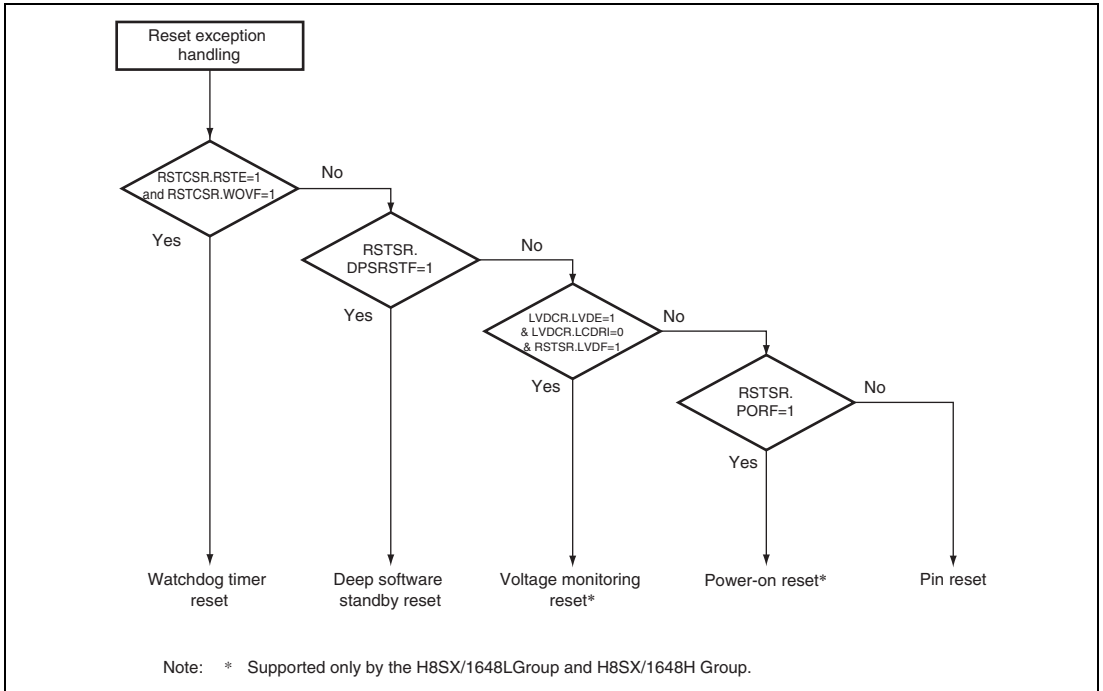 Reset exception
handling
RSTCSR.RSTE=1
and RSTCSR.WOVF=1
No
Yes
RSTSR.
DPSRSTF=1
No
Yes
LVDCR.LVDE=1
& LVDCR.LCDRI=0
& RSTSR.LVDF=1
No
Yes
RSTSR.
PORF=1
No
Yes
Watchdog timer
reset
Deep software
standby reset
Voltage monitoring
reset*
Power-on reset*
Pin reset
Note: * Supported only by the H8SX/1648LGroup and H8SX/1648H Group.